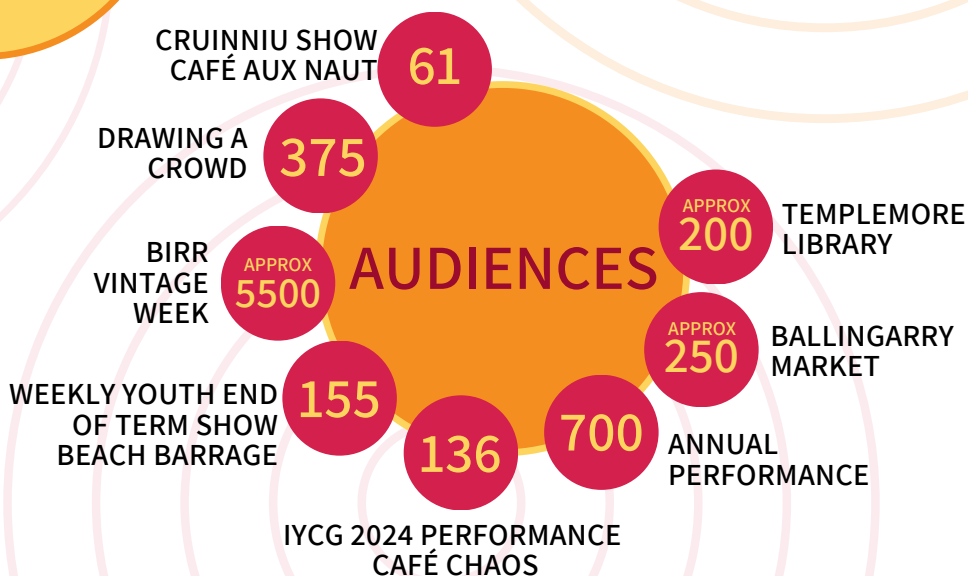 CRUINNIU SHOW
CAFÉ AUX NAUT
61
DRAWING A
CROWD
375
BIRR
VINTAGE
WEEK
APPROX
5500
WEEKLY YOUTH END
OF TERM SHOW
BEACH BARRAGE
155
IYCG 2024 PERFORMANCE
CAFÉ CHAOS
136
700
ANNUAL
PERFORMANCE
APPROX
250
BALLINGARRY
MARKET
APPROX
200
TEMPLEMORE
LIBRARY
AUDIENCES